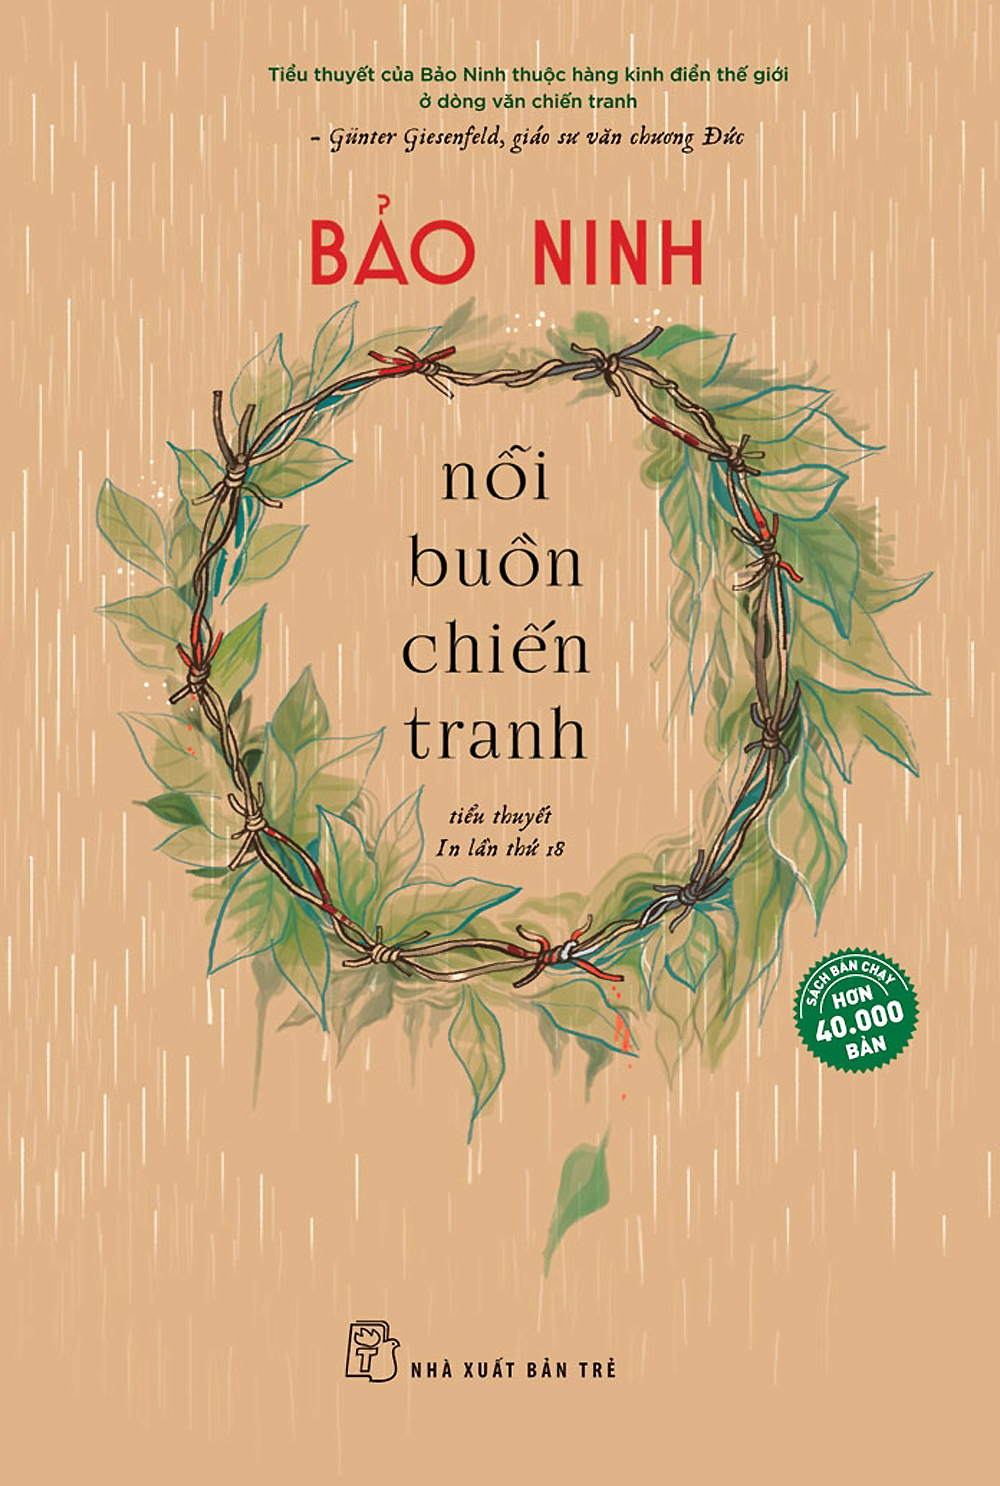 Tiểu thuyết của Bảo Ninh thuộc hàng kinh điển thế giới
ở dòng văn chiến tranh
– Günter Giesenfeld, giáo sư văn chương Đức
BẢO NINH
nỗi
buồn
chiến
tranh
tiểu thuyết
In lần thứ 18
SÁCH BÁN CHẠY
HƠN
40.000
BẢN
T
NHÀ XUẤT BẢN TRẺ